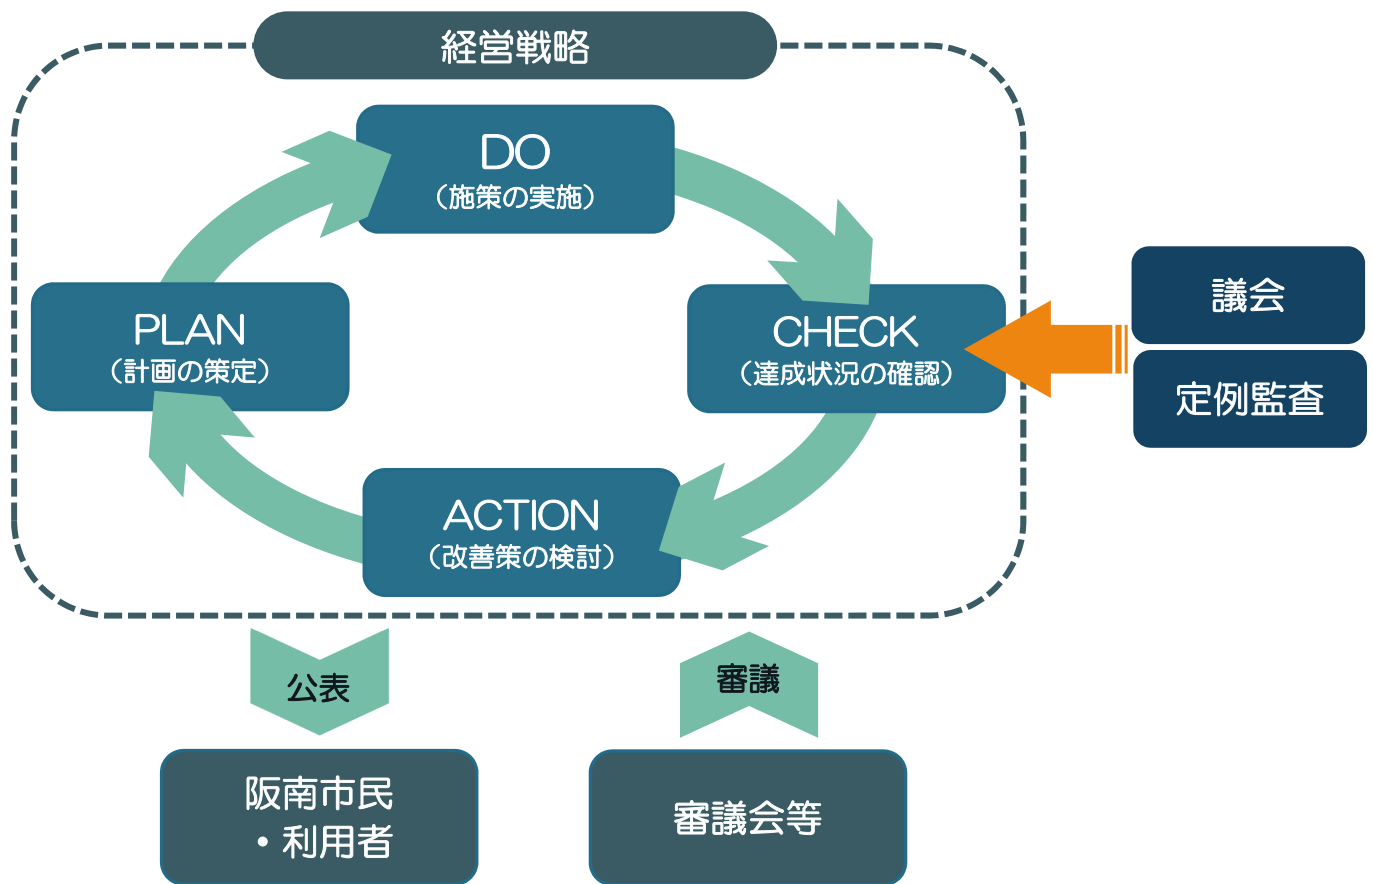 経営戦略
DO
（施策の実施）
PLAN
（計画の策定）
CHECK
（達成状況の確認）
ACTION
（改善策の検討）
議会
定例監査
公表
審議
阪南市民
・利用者
審議会等